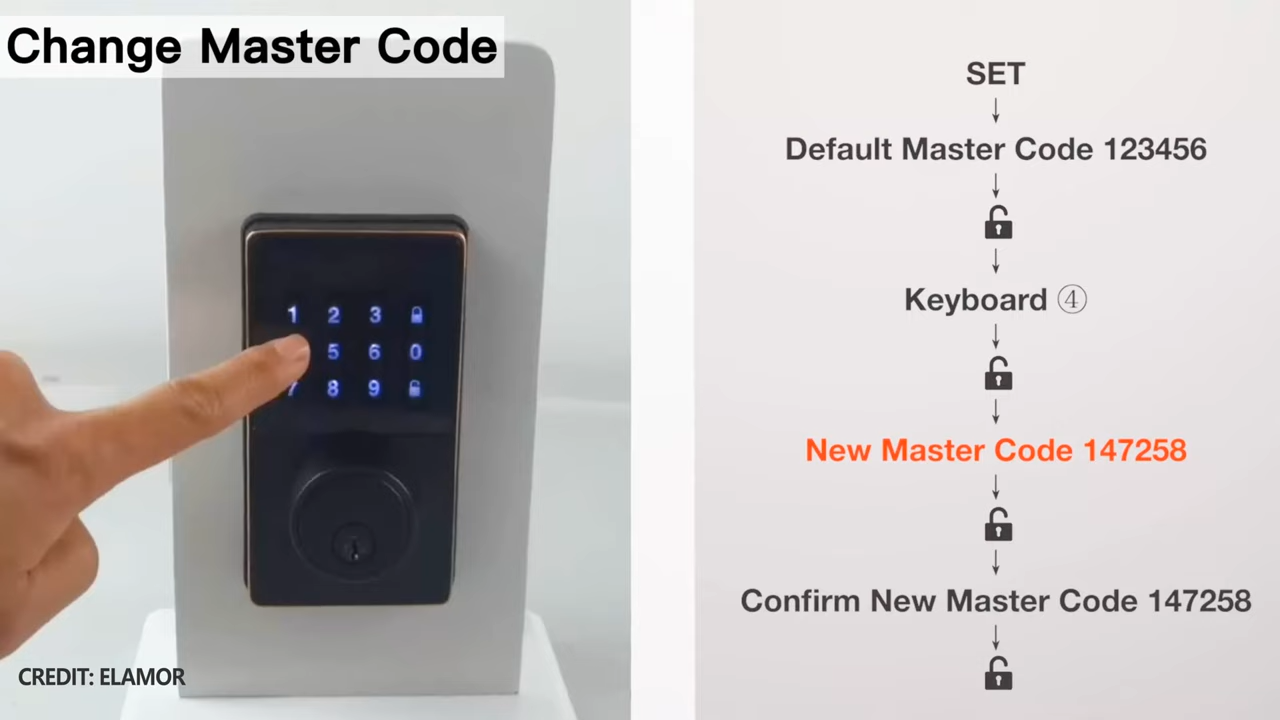 Change Master Code
1 2 3
5 6 0
7 8 9
CREDIT: ELAMOR
SET
Default Master Code 123456
Keyboard ④
New Master Code 147258
Confirm New Master Code 147258